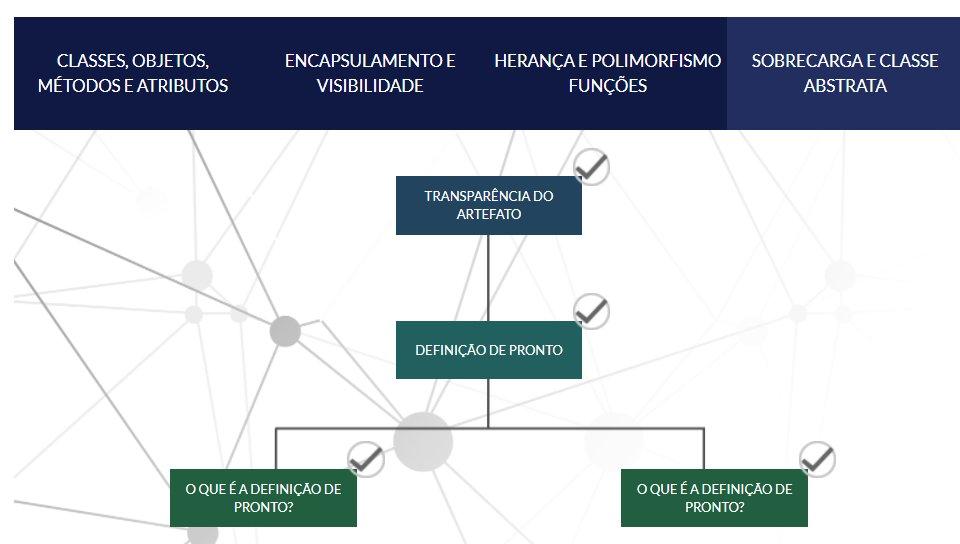 CLASSES, OBJETOS,
MÉTODOS E ATRIBUTOS
ENCAPSULAMENTO E
VISIBILIDADE
HERANÇA E POLIMORFISMO
FUNÇÕES
SOBRECARGA E CLASSE
ABSTRATA
TRANSPARÊNCIA DO
ARTEFATO
DEFINIÇÃO DE PRONTO
O QUE É A DEFINIÇÃO DE
PRONTO?
O QUE É A DEFINIÇÃO DE
PRONTO?